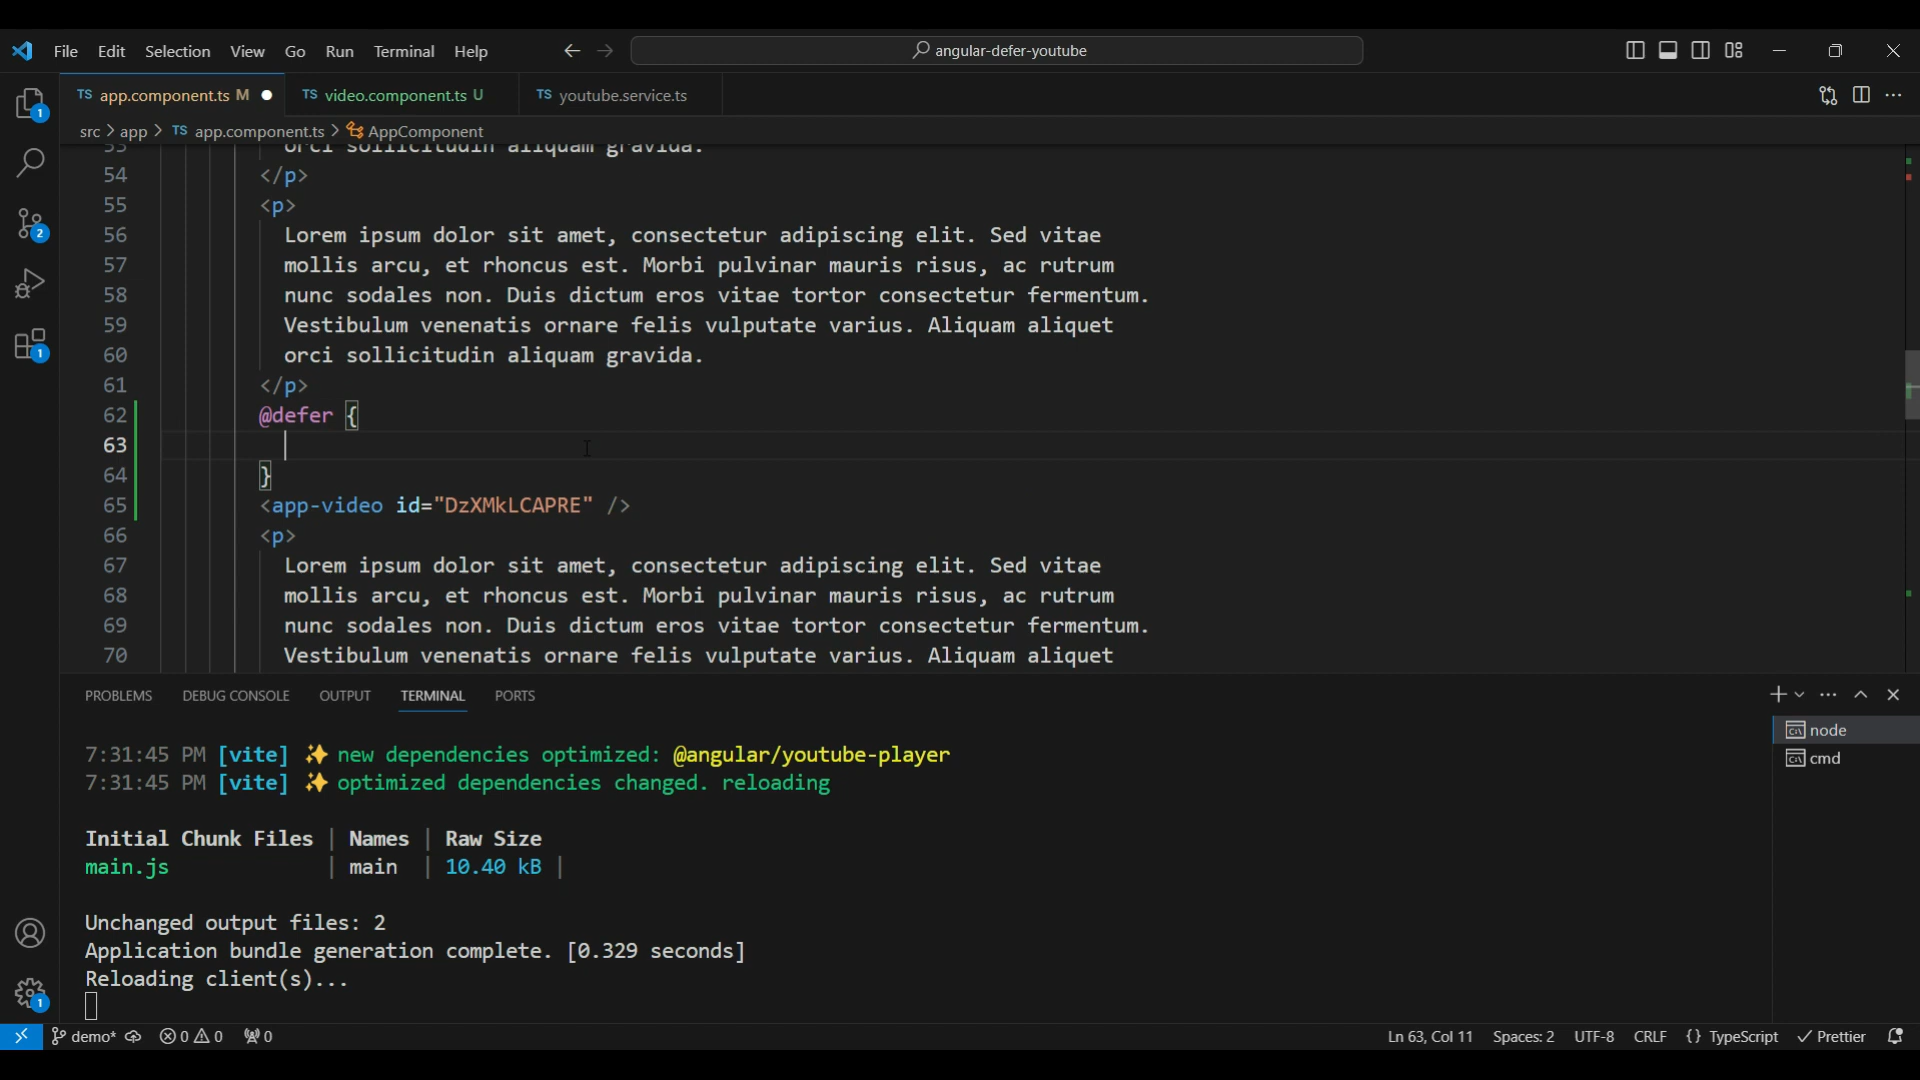 File Edit Selection View Go Run Terminal Help angular-defer-youtube
TS app.component.ts M TS video.component.ts U TS youtube.service.ts
src > app > TS app.component.ts > AppComponent
53 orci sollicitudin aliquam gravida.
54 </p>
55 <p>
56 Lorem ipsum dolor sit amet, consectetur adipiscing elit. Sed vitae
57 mollis arcu, et rhoncus est. Morbi pulvinar mauris risus, ac rutrum
58 nunc sodales non. Duis dictum eros vitae tortor consectetur fermentum.
59 Vestibulum venenatis ornare felis vulputate varius. Aliquam aliquet
60 orci sollicitudin aliquam gravida.
61 </p>
62 @defer {
63
64 }
65 <app-video id="DzXMkLCAPRE" />
66 <p>
67 Lorem ipsum dolor sit amet, consectetur adipiscing elit. Sed vitae
68 mollis arcu, et rhoncus est. Morbi pulvinar mauris risus, ac rutrum
69 nunc sodales non. Duis dictum eros vitae tortor consectetur fermentum.
70 Vestibulum venenatis ornare felis vulputate varius. Aliquam aliquet
1
2
1
1
PROBLEMS DEBUG CONSOLE OUTPUT TERMINAL PORTS
node
cmd
7:31:45 PM [vite] ✨ new dependencies optimized: @angular/youtube-player
7:31:45 PM [vite] ✨ optimized dependencies changed. reloading
Initial Chunk Files | Names | Raw Size
main.js | main | 10.40 kB |
Unchanged output files: 2
Application bundle generation complete. [0.329 seconds]
Reloading client(s)...
demo* 0 0 0 Ln 63, Col 11 Spaces: 2 UTF-8 CRLF {} TypeScript Prettier